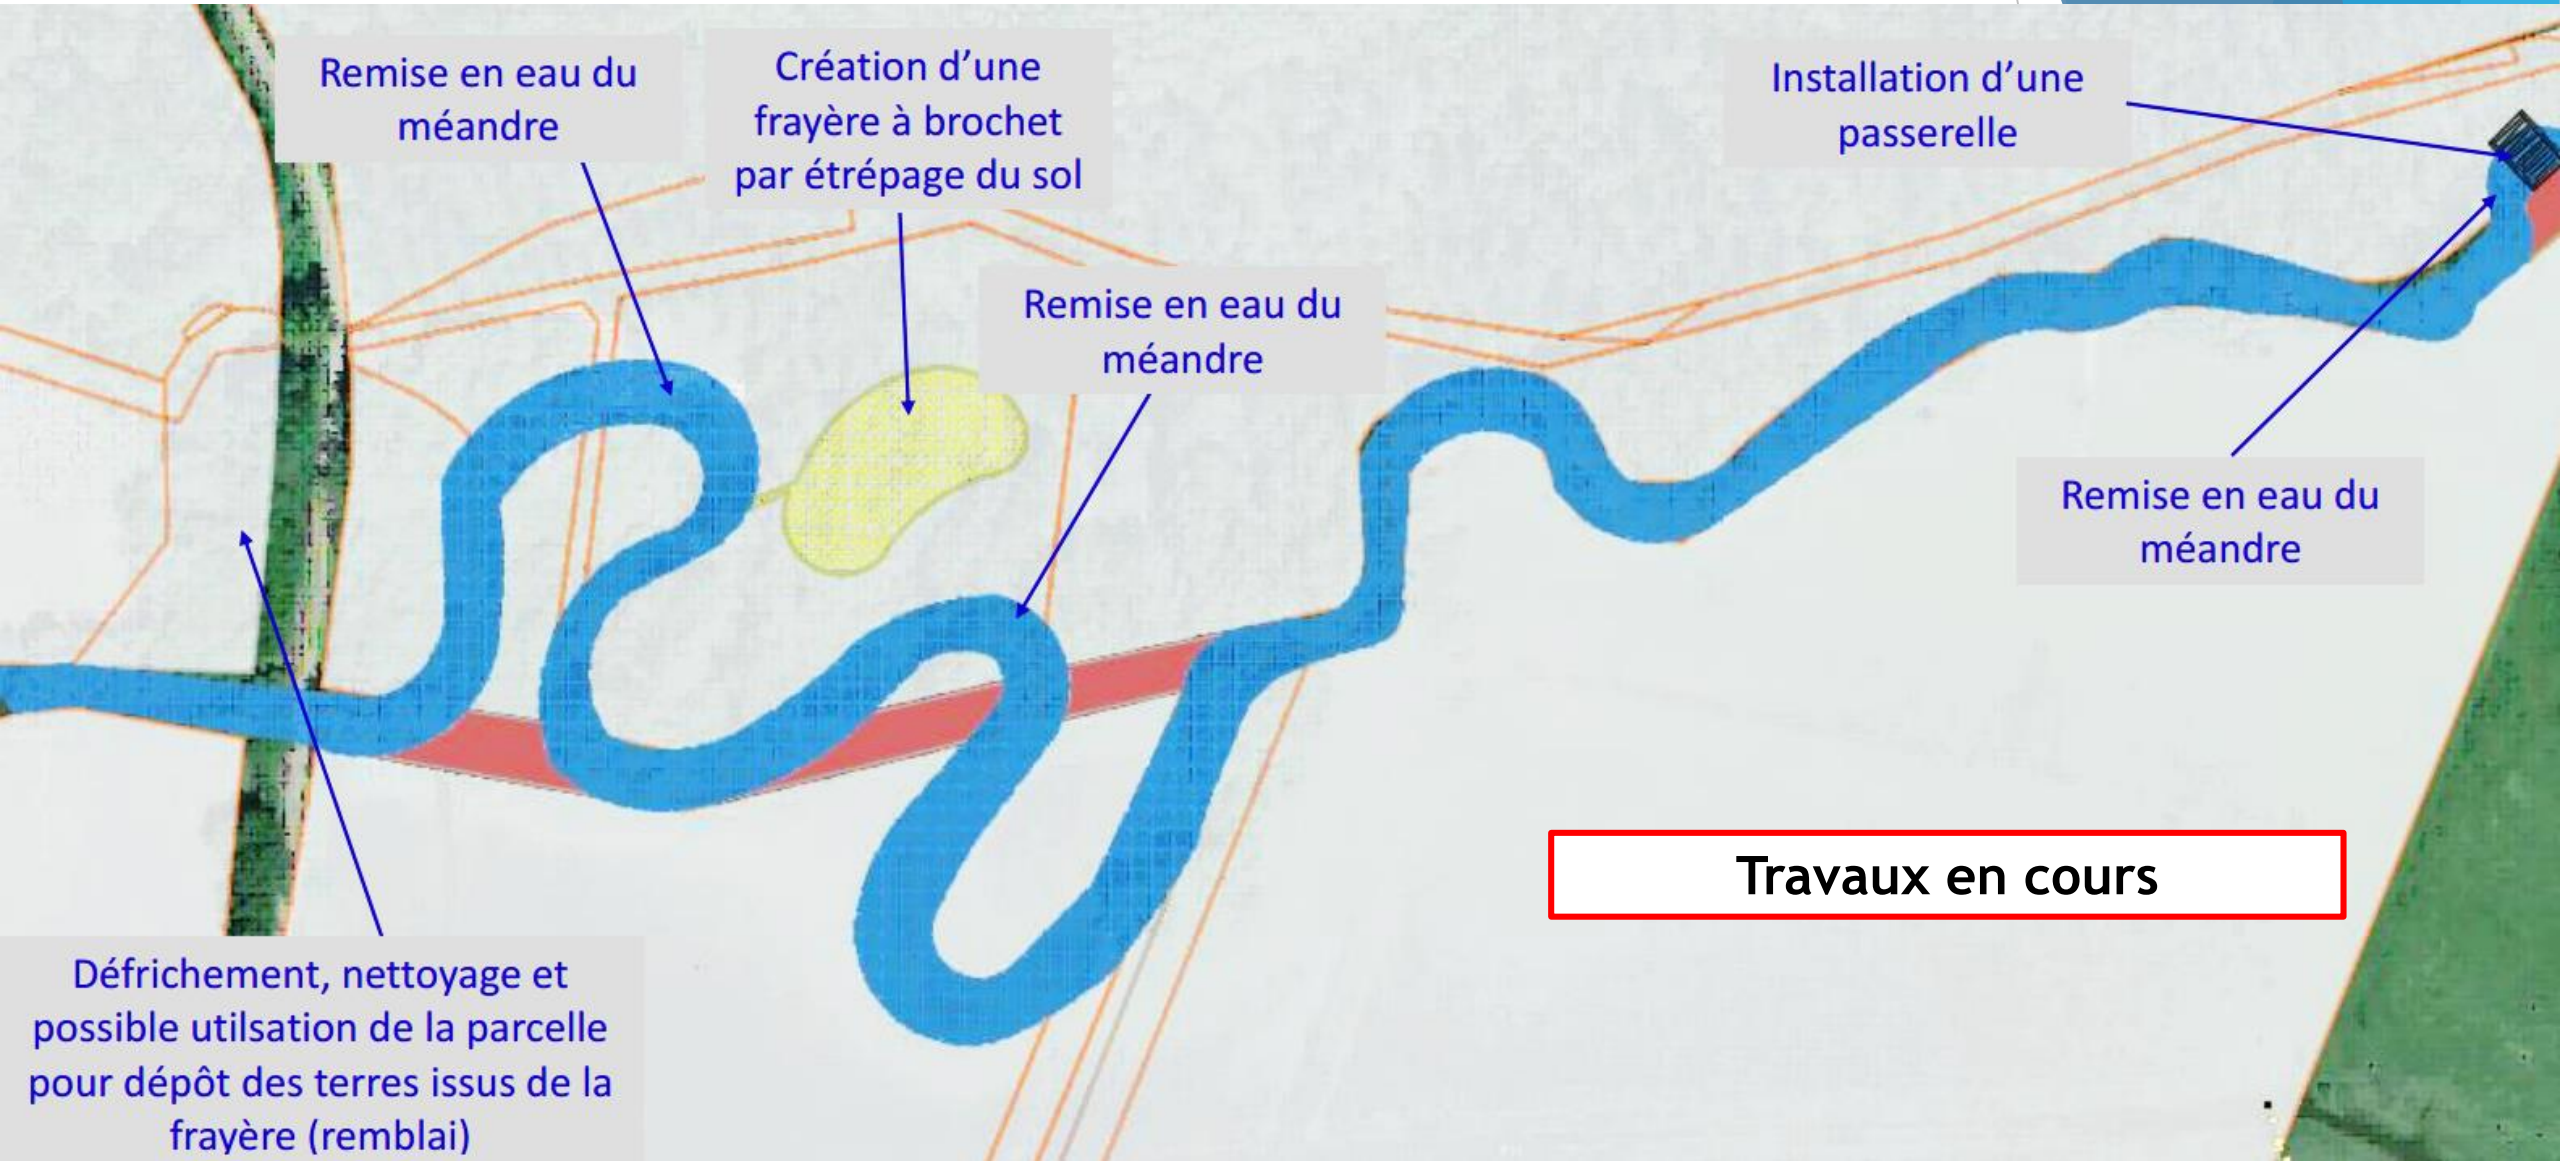 Remise en eau du
méandre
Création d’une
frayère à brochet
par étrépage du sol
Installation d’une
passerelle
Remise en eau du
méandre
Remise en eau du
méandre
Travaux en cours
Défrichement, nettoyage et
possible utilsation de la parcelle
pour dépôt des terres issus de la
frayère (remblai)